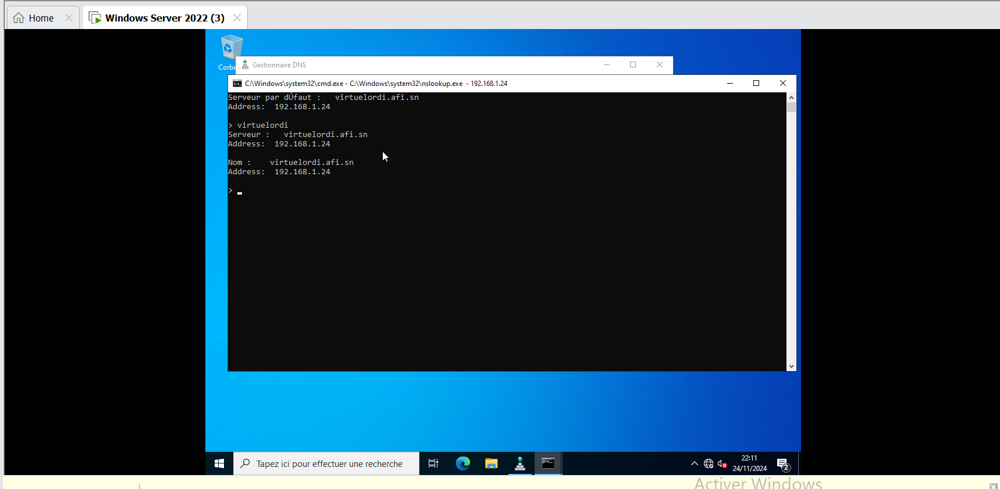 Home
Windows Server 2022 (3)
Corbe
Gestionnaire DNS
C:\Windows\system32\cmd.exe - C:\Windows\system32\nslookup.exe - 192.168.1.24
Serveur par dÚfaut :   virtuelordi.afi.sn
Address:  192.168.1.24
> virtuelordi
Serveur :   virtuelordi.afi.sn
Address:  192.168.1.24
Nom :    virtuelordi.afi.sn
Address:  192.168.1.24
>
Tapez ici pour effectuer une recherche
22:11
24/11/2024
2
Activer Windows